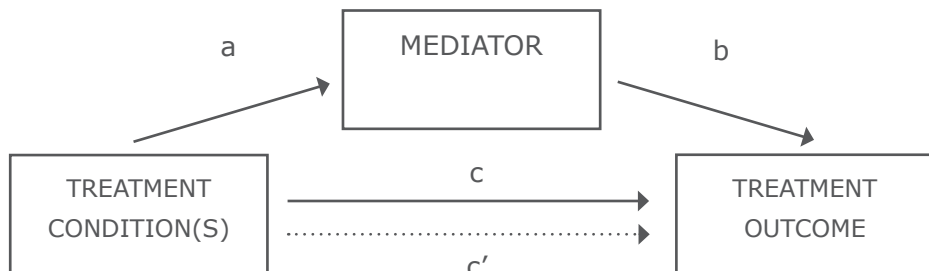 a
MEDIATOR
b
TREATMENT
CONDITION(S)
c
TREATMENT
OUTCOME
c’